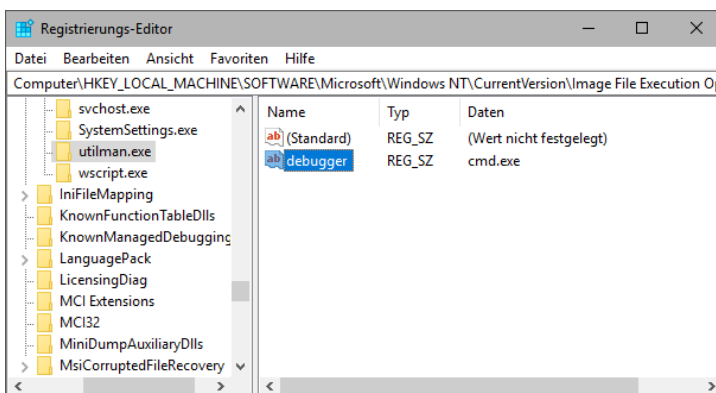 Registrierungs-Editor
Datei Bearbeiten Ansicht Favoriten Hilfe
Computer\HKEY_LOCAL_MACHINE\SOFTWARE\Microsoft\Windows NT\CurrentVersion\Image File Execution Op
svchost.exe
SystemSettings.exe
utilman.exe
wscript.exe
IniFileMapping
KnownFunctionTableDlls
KnownManagedDebugging
LanguagePack
LicensingDiag
MCI Extensions
MCI32
MiniDumpAuxiliaryDlls
MsiCorruptedFileRecovery
Name Typ Daten
ab (Standard) REG_SZ (Wert nicht festgelegt)
ab debugger REG_SZ cmd.exe